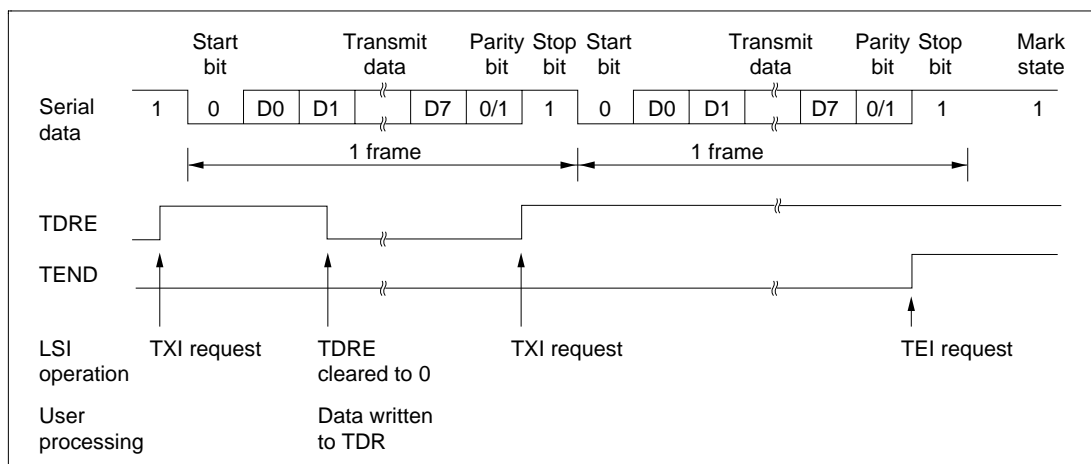 Start Transmit Parity Stop Start Transmit Parity Stop Mark
bit data bit bit bit data bit bit state
Serial
data
1 0 D0 D1 D7 0/1 1 0 D0 D1 D7 0/1 1 1
1 frame 1 frame
TDRE
TEND
LSI
operation
TXI request
TDRE
cleared to 0
TXI request
TEI request
User
processing
Data written
to TDR